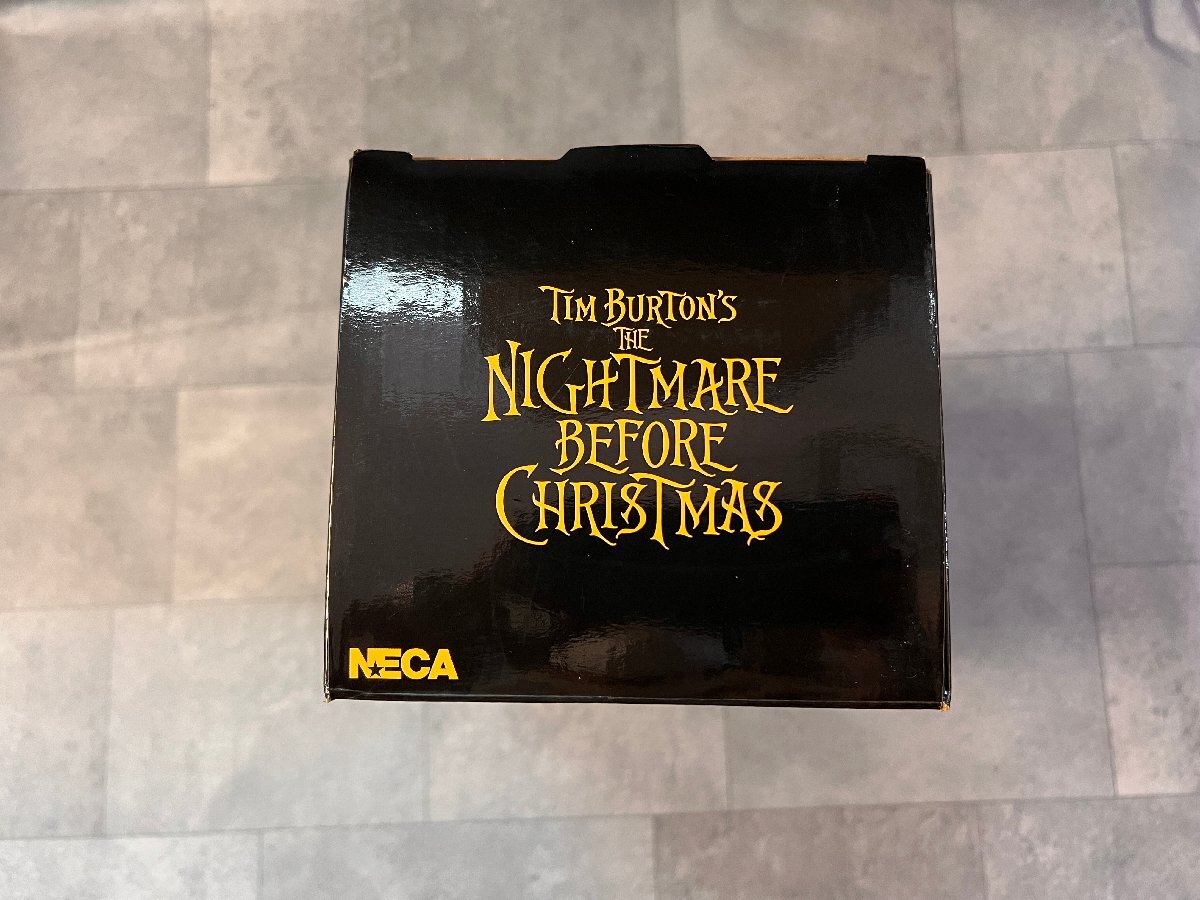 TIM BURTON'S
THE
NIGHTMARE
BEFORE
CHRISTMAS
NECA